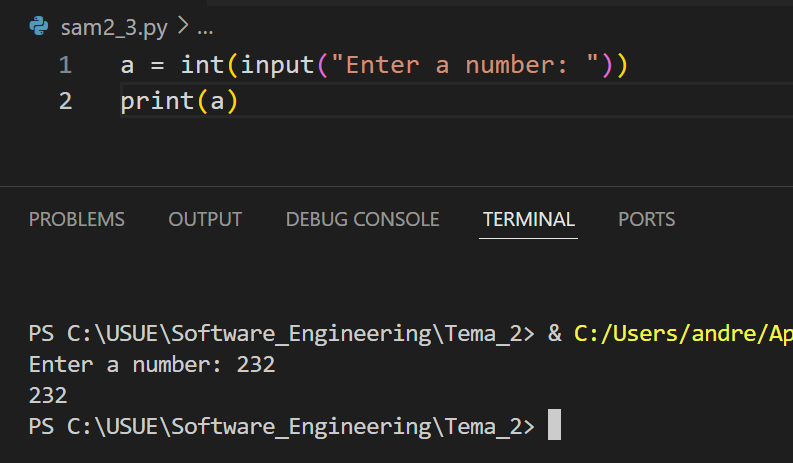 sam2_3.py > ...
1 a = int(input("Enter a number: "))
2 print(a)
PROBLEMS OUTPUT DEBUG CONSOLE TERMINAL PORTS
PS C:\USUE\Software_Engineering\Tema_2> & C:/Users/andre/Ap
Enter a number: 232
232
PS C:\USUE\Software_Engineering\Tema_2>